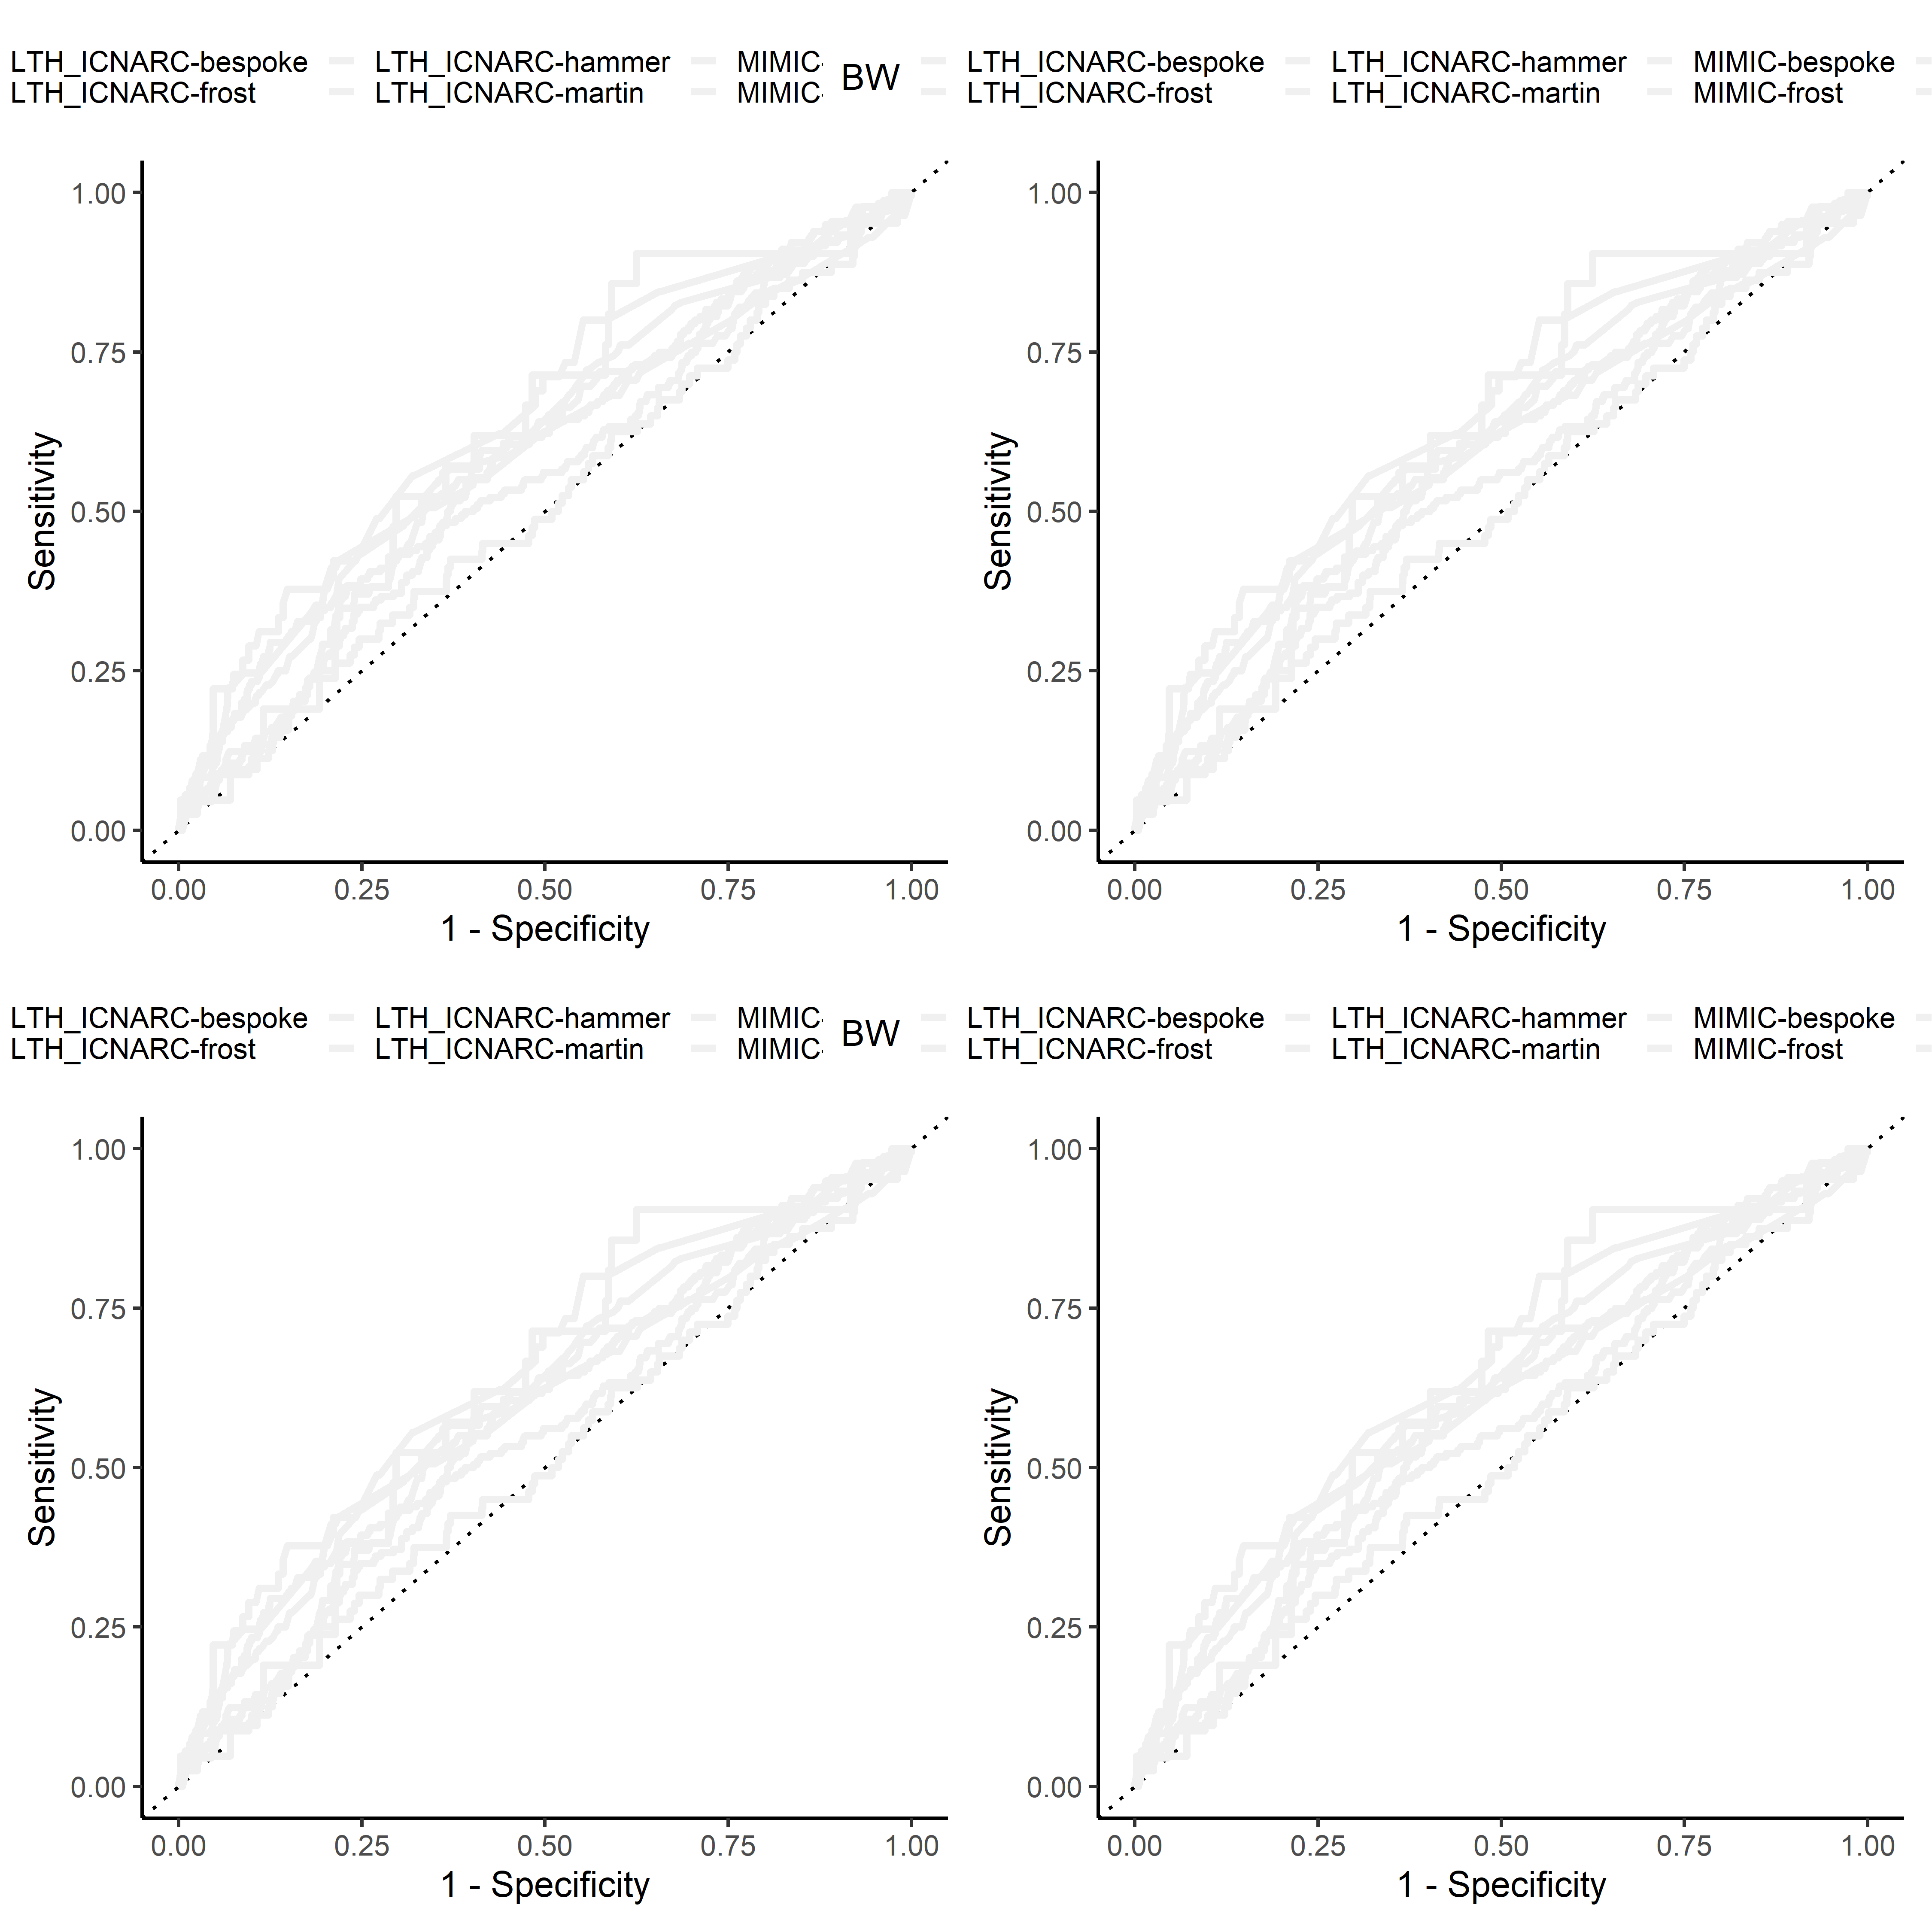 LTH_ICNARC-bespoke LTH_ICNARC-hammer MIMIC-
LTH_ICNARC-frost LTH_ICNARC-martin MIMIC-
BW
LTH_ICNARC-bespoke LTH_ICNARC-hammer MIMIC-bespoke
LTH_ICNARC-frost LTH_ICNARC-martin MIMIC-frost
Sensitivity
1.00
0.75
0.50
0.25
0.00
0.00 0.25 0.50 0.75 1.00
1 - Specificity
Sensitivity
1.00
0.75
0.50
0.25
0.00
0.00 0.25 0.50 0.75 1.00
1 - Specificity
LTH_ICNARC-bespoke LTH_ICNARC-hammer MIMIC-
LTH_ICNARC-frost LTH_ICNARC-martin MIMIC-
BW
LTH_ICNARC-bespoke LTH_ICNARC-hammer MIMIC-bespoke
LTH_ICNARC-frost LTH_ICNARC-martin MIMIC-frost
Sensitivity
1.00
0.75
0.50
0.25
0.00
0.00 0.25 0.50 0.75 1.00
1 - Specificity
Sensitivity
1.00
0.75
0.50
0.25
0.00
0.00 0.25 0.50 0.75 1.00
1 - Specificity